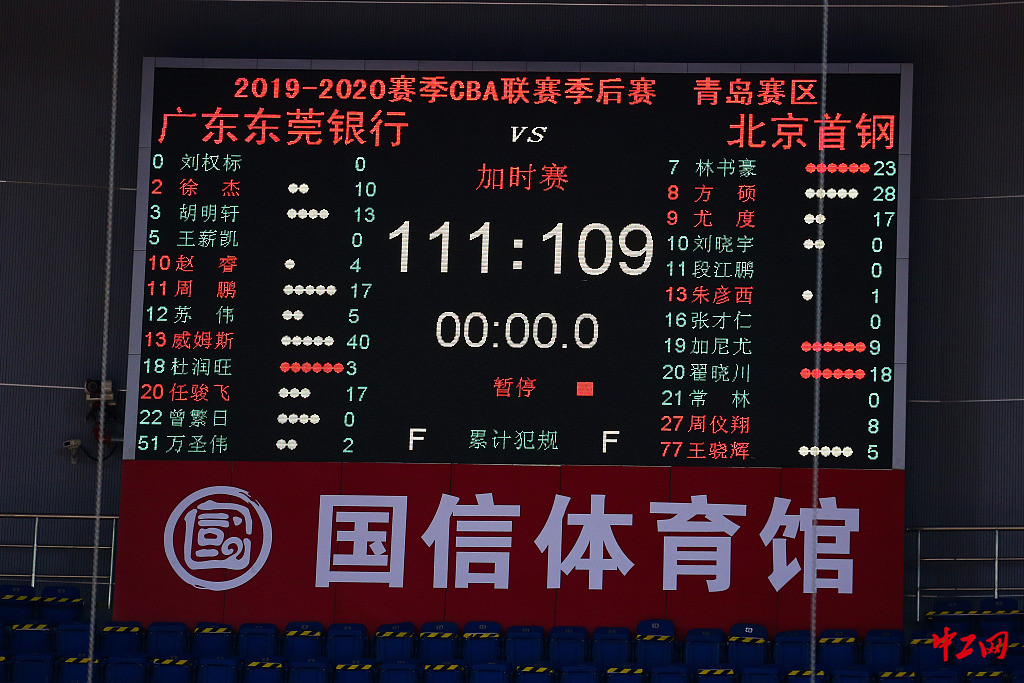 2019-2020赛季CBA联赛季后赛 青岛赛区
广东东莞银行 VS 北京首钢
加时赛
111:109
00:00.0
暂停
F 累计犯规 F
0 刘权标 0
2 徐杰 10
3 胡明轩 13
5 王薪凯 0
10 赵睿 4
11 周鹏 17
12 苏伟 5
13 威姆斯 40
18 杜润旺 3
20 任骏飞 17
22 曾繁日 0
51 万圣伟 2
7 林书豪 23
8 方硕 28
9 尤度 17
10 刘晓宇 0
11 段江鹏 0
13 朱彦西 1
16 张才仁 0
19 加尼尤 9
20 翟晓川 18
21 常林 0
27 周仪翔 8
77 王骁辉 5
国信体育馆
中工网